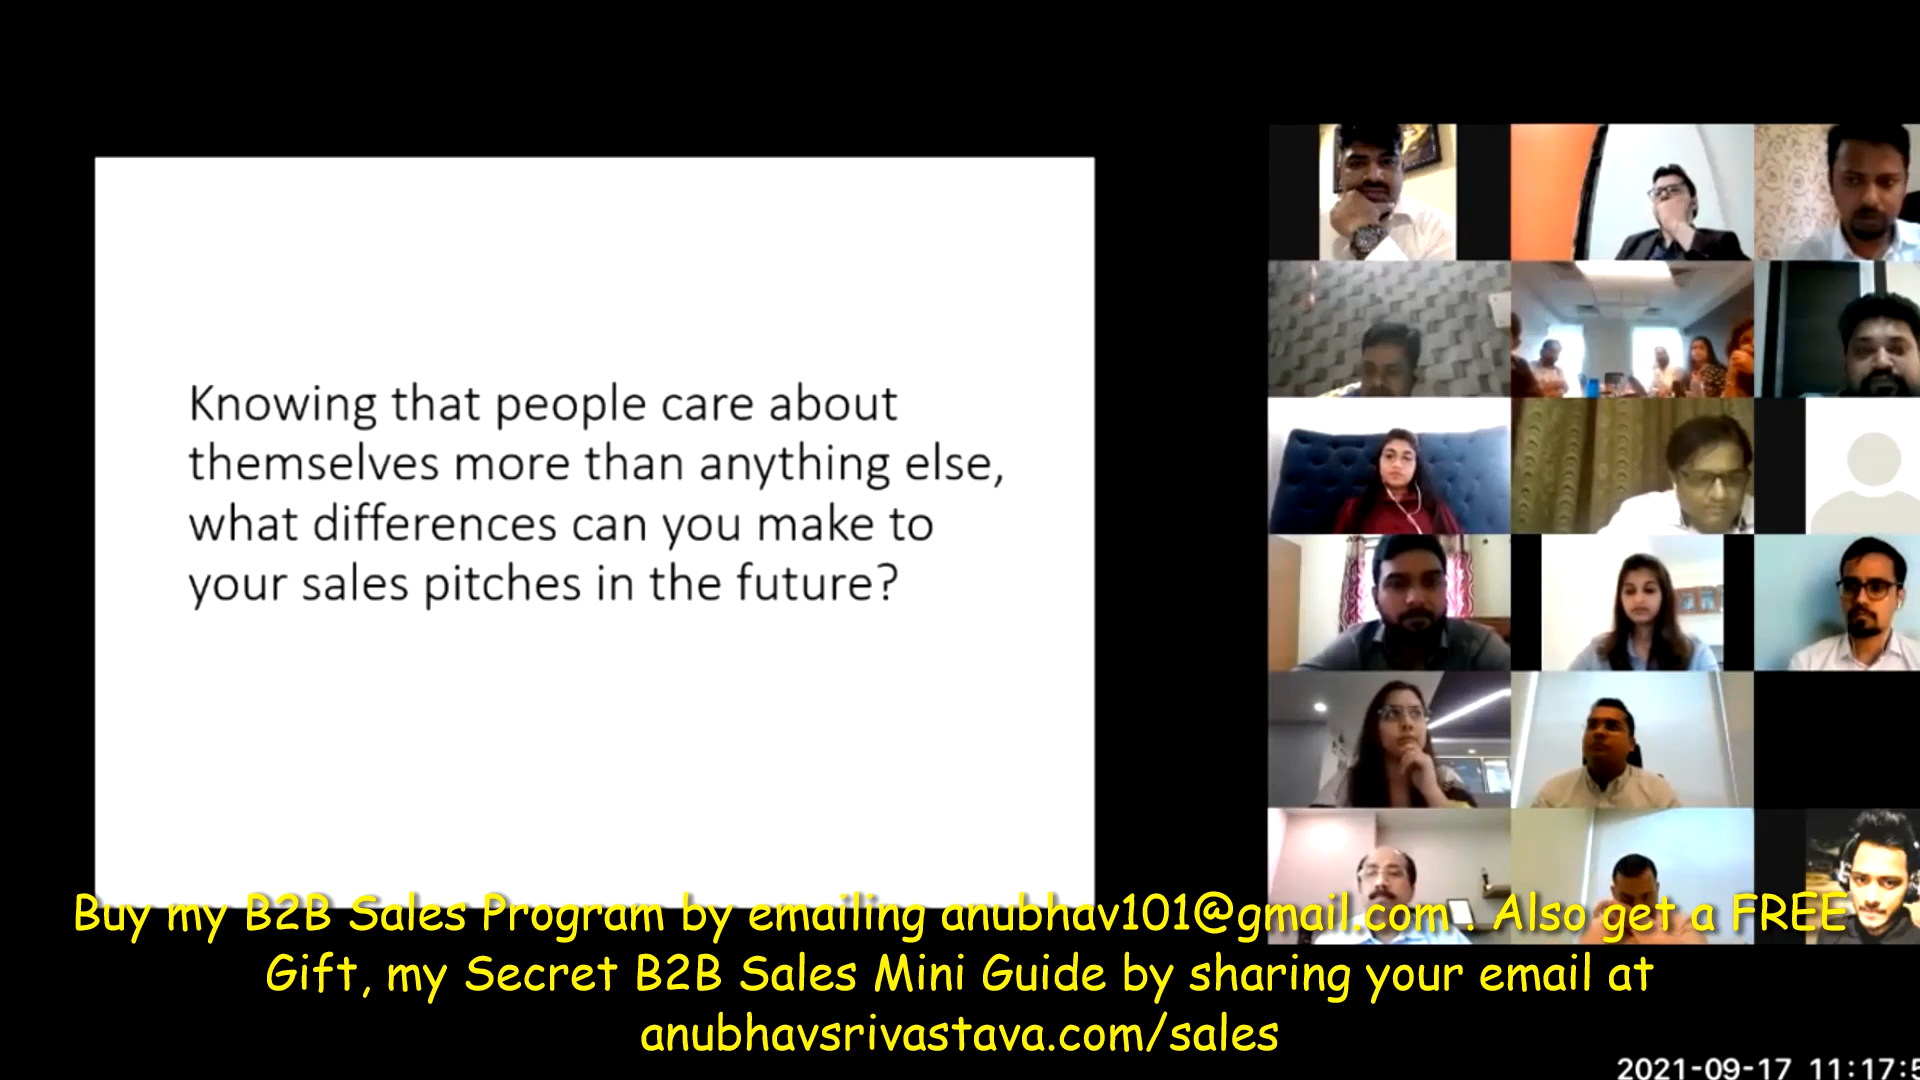 Knowing that people care about
themselves more than anything else,
what differences can you make to
your sales pitches in the future?
Buy my B2B Sales Program by emailing anubhav101@gmail.com . Also get a FREE
Gift, my Secret B2B Sales Mini Guide by sharing your email at
anubhavsrivastava.com/sales
2021-09-17 11:17:5